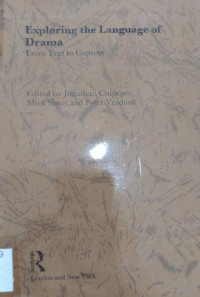 Exploring the Language of
Drama
From Text to Context
Edited by Jonathan Culpeper,
Mick Short and Peter Verdonk
R
London and New York